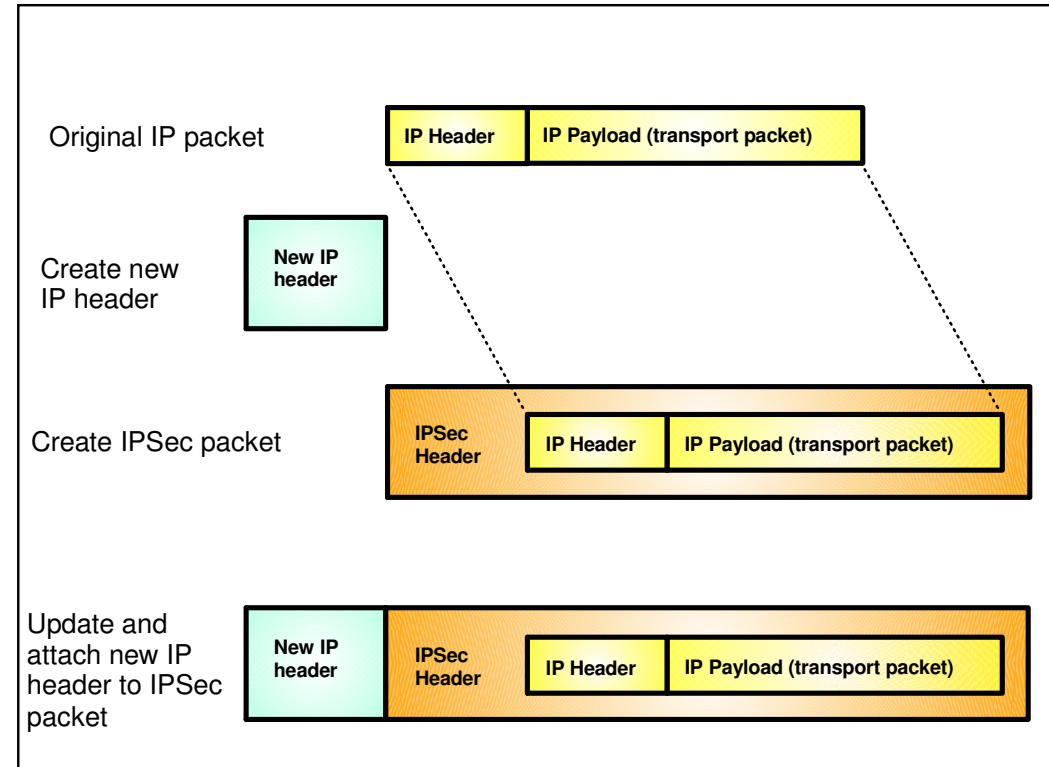 Original IP packet
IP Header
IP Payload (transport packet)
Create new
IP header
New IP
header
Create IPSec packet
IPSec
Header
IP Header
IP Payload (transport packet)
Update and
attach new IP
header to IPSec
packet
New IP
header
IPSec
Header
IP Header
IP Payload (transport packet)